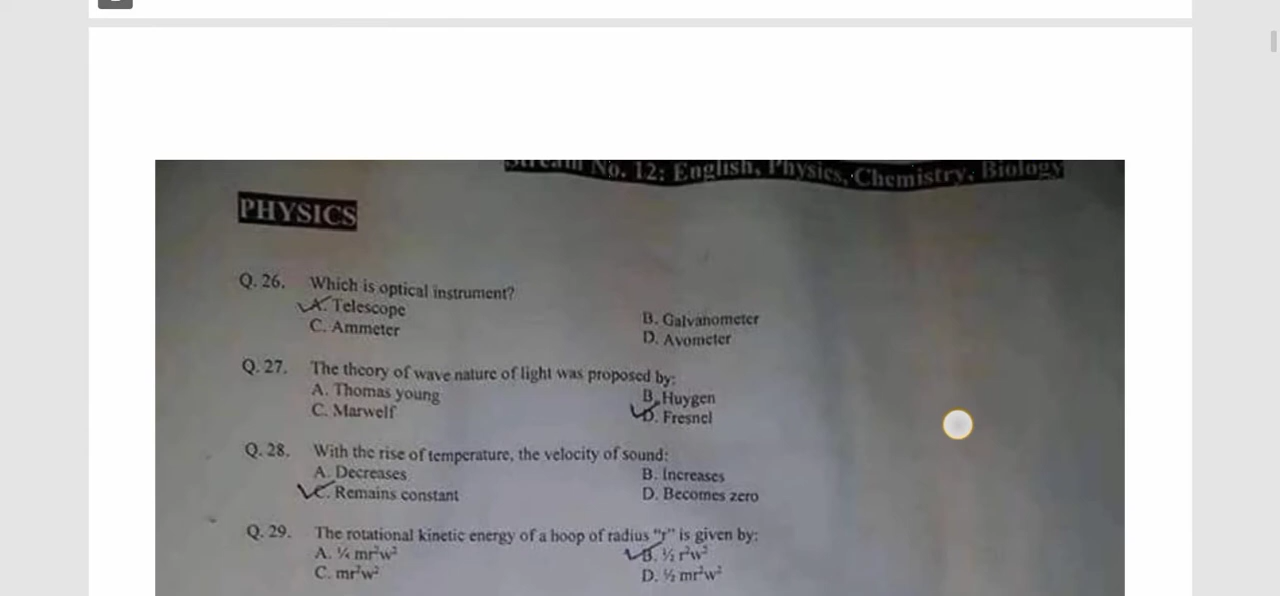 Stream No. 12: English, Physics, Chemistry, Biology
PHYSICS
Q. 26. Which is optical instrument?
A. Telescope B. Galvanometer
C. Ammeter D. Avometer
Q. 27. The theory of wave nature of light was proposed by:
A. Thomas young B. Huygen
C. Marwelf D. Fresnel
Q. 28. With the rise of temperature, the velocity of sound:
A. Decreases B. Increases
C. Remains constant D. Becomes zero
Q. 29. The rotational kinetic energy of a hoop of radius "r" is given by:
A. ¼ mr²w² B. ½ r²w²
C. mr²w² D. ½ mr²w²